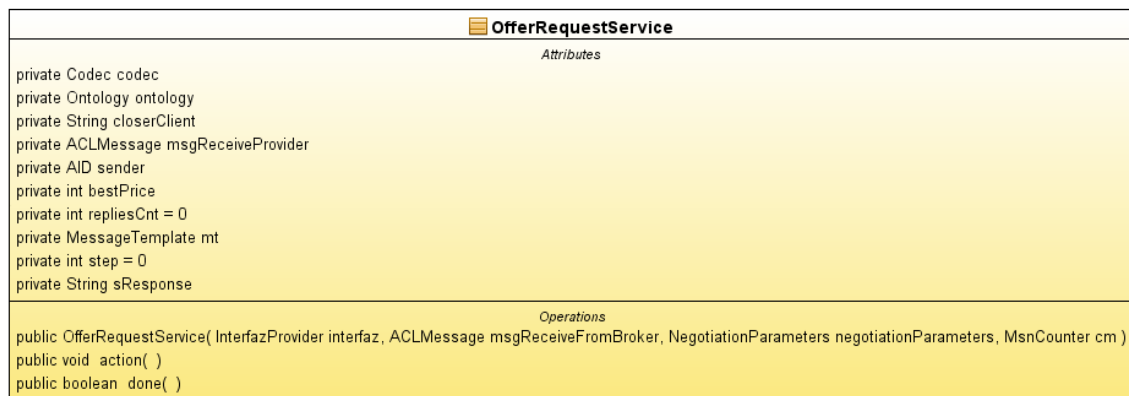 OfferRequestService
Attributes
private Codec codec
private Ontology ontology
private String closerClient
private ACLMessage msgReceiveProvider
private AID sender
private int bestPrice
private int repliesCnt = 0
private MessageTemplate mt
private int step = 0
private String sResponse
Operations
public OfferRequestService( InterfazProvider interfaz, ACLMessage msgReceiveFromBroker, NegotiationParameters negotiationParameters, MsnCounter cm )
public void action( )
public boolean done( )